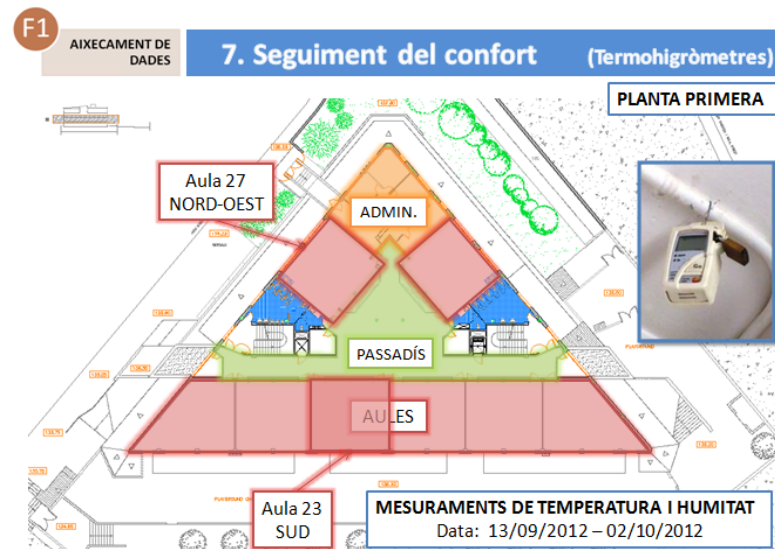 F1
AIXECAMENT DE
DADES
7. Seguiment del confort
(Termohigròmetres)
PLANTA PRIMERA
Aula 27
NORD-OEST
ADMIN.
PASSADÍS
AULES
Aula 23
SUD
MESURAMENTS DE TEMPERATURA I HUMITAT
Data: 13/09/2012 – 02/10/2012